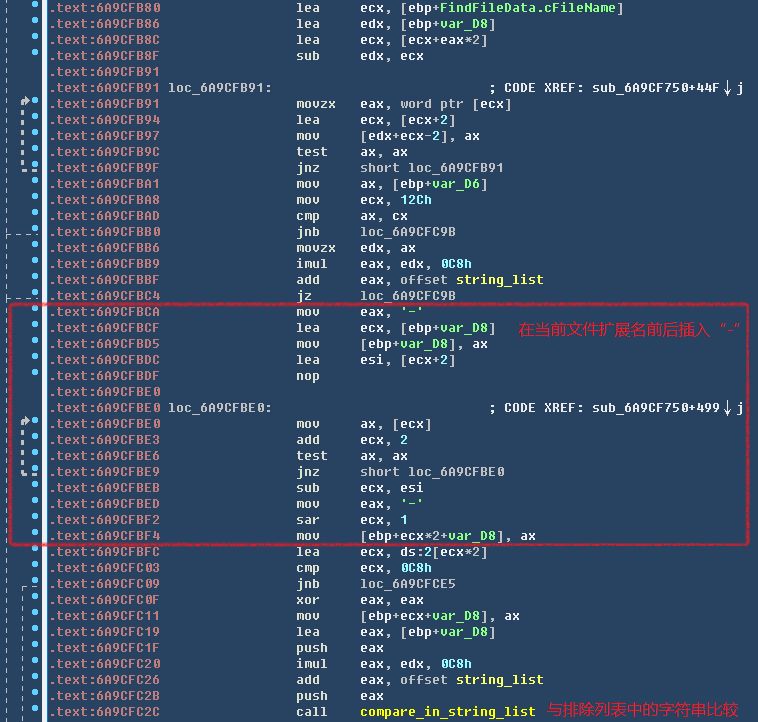 .text:6A9CFB80 lea ecx, [ebp+FindFileData.cFileName]
.text:6A9CFB86 lea edx, [ebp+var_D8]
.text:6A9CFB8C lea ecx, [ecx+eax*2]
.text:6A9CFB8F sub edx, ecx
.text:6A9CFB91
.text:6A9CFB91 loc_6A9CFB91: ; CODE XREF: sub_6A9CF750+44F↓j
.text:6A9CFB91 movzx eax, word ptr [ecx]
.text:6A9CFB94 lea ecx, [ecx+2]
.text:6A9CFB97 mov [edx+ecx-2], ax
.text:6A9CFB9C test ax, ax
.text:6A9CFB9F jnz short loc_6A9CFB91
.text:6A9CFBA1 mov ax, [ebp+var_D6]
.text:6A9CFBA8 mov ecx, 12Ch
.text:6A9CFBAD cmp ax, cx
.text:6A9CFBB0 jnb loc_6A9CFC9B
.text:6A9CFBB6 movzx edx, ax
.text:6A9CFBB9 imul eax, edx, 0C8h
.text:6A9CFBBF add eax, offset string_list
.text:6A9CFBC4 jz loc_6A9CFC9B
.text:6A9CFBCA mov eax, '-'
.text:6A9CFBCF lea ecx, [ebp+var_D8] 在当前文件扩展名前后插入“-”
.text:6A9CFBD5 mov [ebp+var_D8], ax
.text:6A9CFBDC lea esi, [ecx+2]
.text:6A9CFBDF nop
.text:6A9CFBE0
.text:6A9CFBE0 loc_6A9CFBE0: ; CODE XREF: sub_6A9CF750+499↓j
.text:6A9CFBE0 mov ax, [ecx]
.text:6A9CFBE3 add ecx, 2
.text:6A9CFBE6 test ax, ax
.text:6A9CFBE9 jnz short loc_6A9CFBE0
.text:6A9CFBEB sub ecx, esi
.text:6A9CFBED mov eax, '-'
.text:6A9CFBF2 sar ecx, 1
.text:6A9CFBF4 mov [ebp+ecx*2+var_D8], ax
.text:6A9CFBFC lea ecx, ds:2[ecx*2]
.text:6A9CFC03 cmp ecx, 0C8h
.text:6A9CFC09 jnb loc_6A9CFCE5
.text:6A9CFC0F xor eax, eax
.text:6A9CFC11 mov [ebp+ecx+var_D8], ax
.text:6A9CFC19 lea eax, [ebp+var_D8]
.text:6A9CFC1F push eax
.text:6A9CFC20 imul eax, edx, 0C8h
.text:6A9CFC26 add eax, offset string_list
.text:6A9CFC2B push eax
.text:6A9CFC2C call compare_in_string_list 与排除列表中的字符串比较